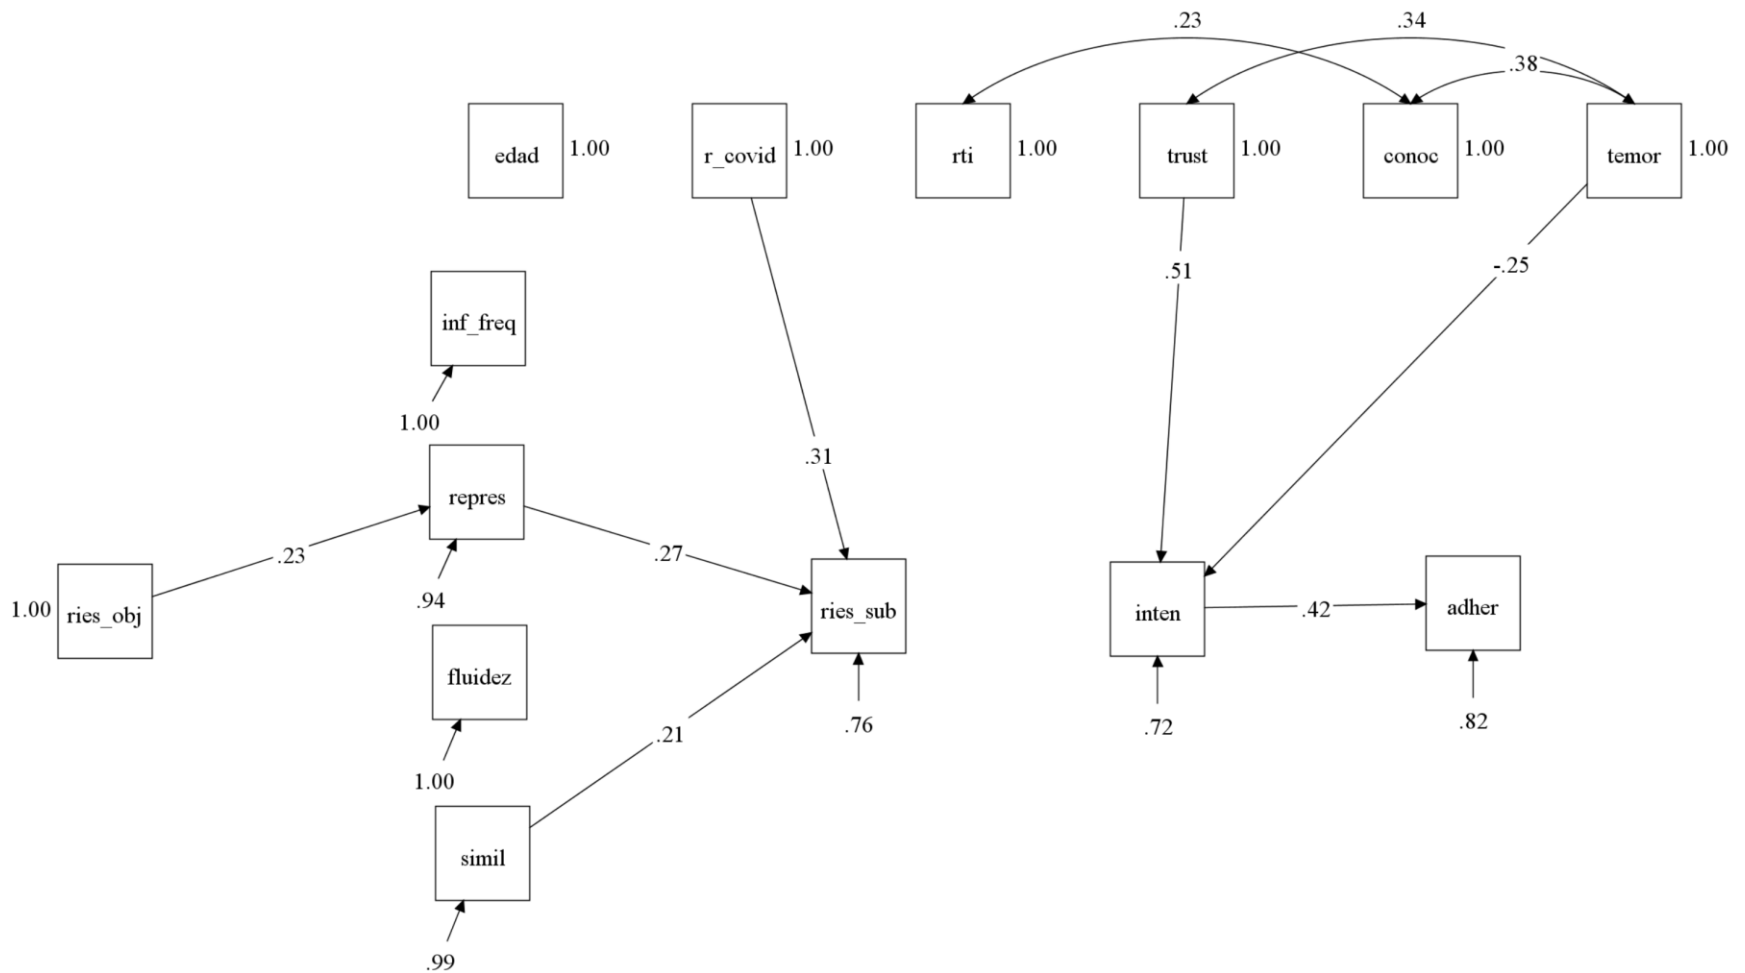 .23
.34
.38
edad
1.00
r_covid
1.00
rti
1.00
trust
1.00
conoc
1.00
temor
1.00
.51
-.25
inf_freq
1.00
.31
repres
.23
.27
.94
1.00
ries_obj
ries_sub
inten
.42
adher
fluidez
.21
.76
.72
.82
1.00
simil
.99